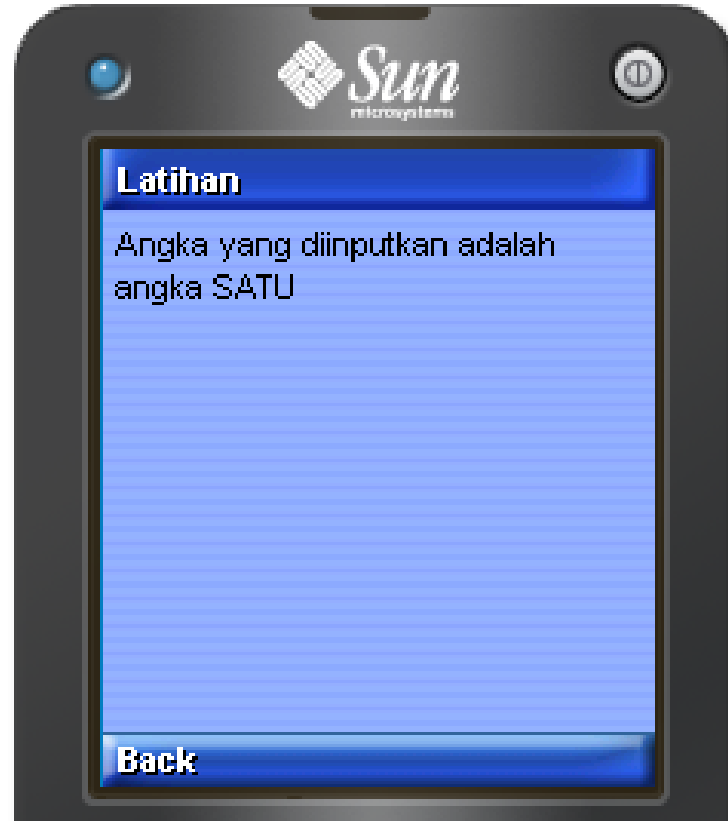 Sun
microsystems
Latihan
Angka yang diinputkan adalah
angka SATU
Back